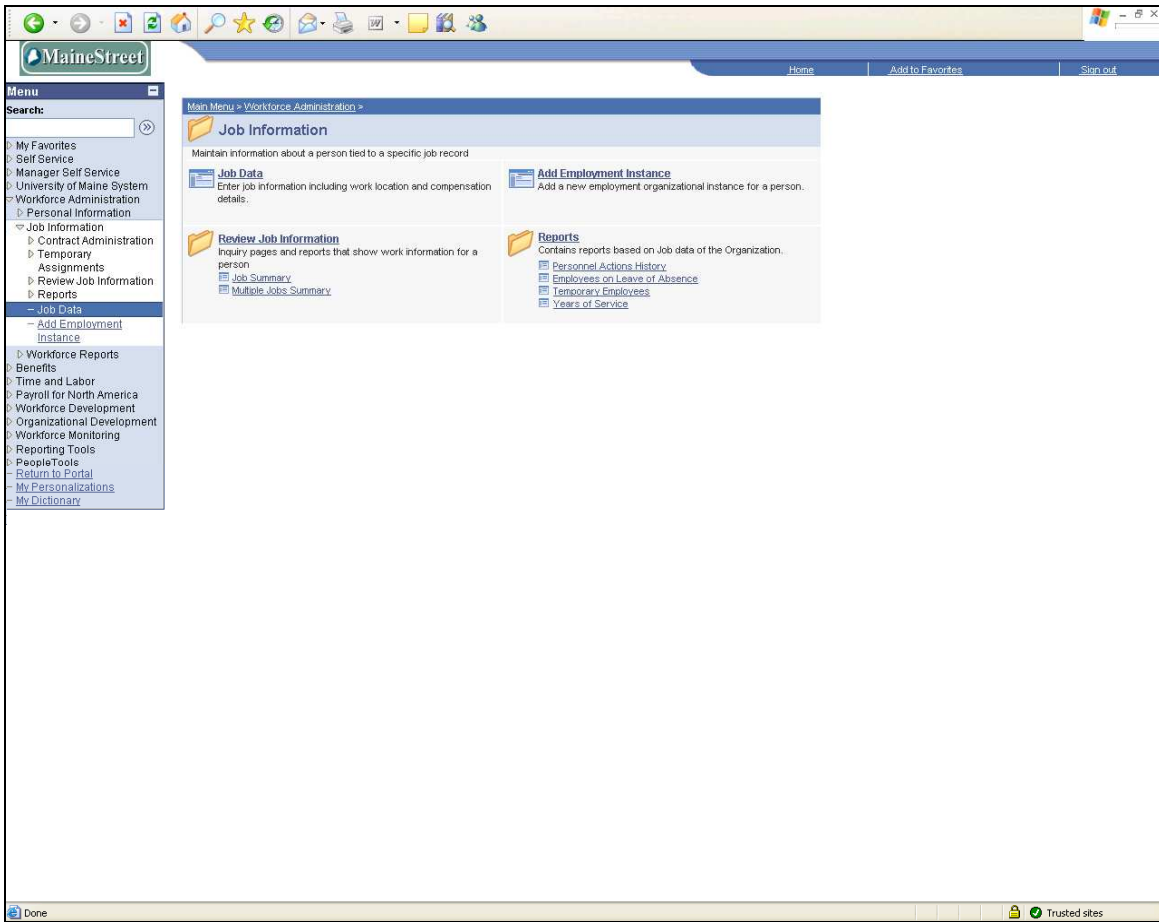 MaineStreet
Home
Add to Favorites
Sign out
Menu
Search:
My Favorites
Self Service
Manager Self Service
University of Maine System
Workforce Administration
Personal Information
Job Information
Contract Administration
Temporary
Assignments
Review Job Information
Reports
– Job Data
– Add Employment
Instance
Workforce Reports
Benefits
Time and Labor
Payroll for North America
Workforce Development
Organizational Development
Workforce Monitoring
Reporting Tools
PeopleTools
– Return to Portal
– My Personalizations
– My Dictionary
Main Menu > Workforce Administration >
Job Information
Maintain information about a person tied to a specific job record
Job Data
Enter job information including work location and compensation
details.
Add Employment Instance
Add a new employment organizational instance for a person.
Review Job Information
Inquiry pages and reports that show work information for a
person
Job Summary
Multiple Jobs Summary
Reports
Contains reports based on Job data of the Organization.
Personnel Actions History
Employees on Leave of Absence
Temporary Employees
Years of Service
Done
Trusted sites